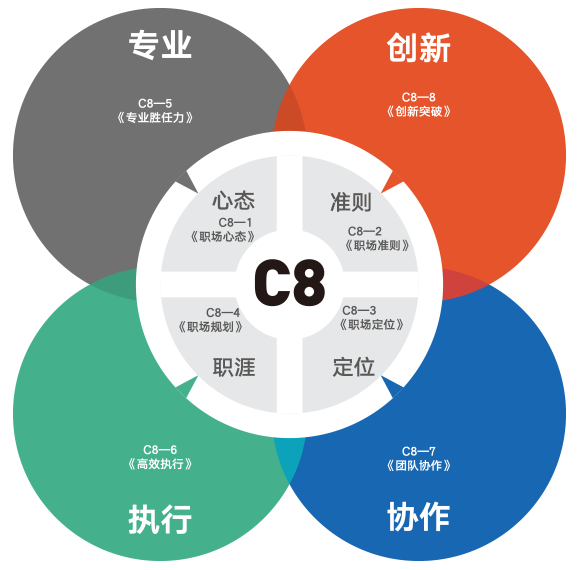 专业
C8—5
《专业胜任力》
创新
C8—8
《创新突破》
心态
C8—1
《职场心态》
准则
C8—2
《职场准则》
C8
C8—4
《职场规划》
职涯
C8—3
《职场定位》
定位
C8—6
《高效执行》
执行
C8—7
《团队协作》
协作